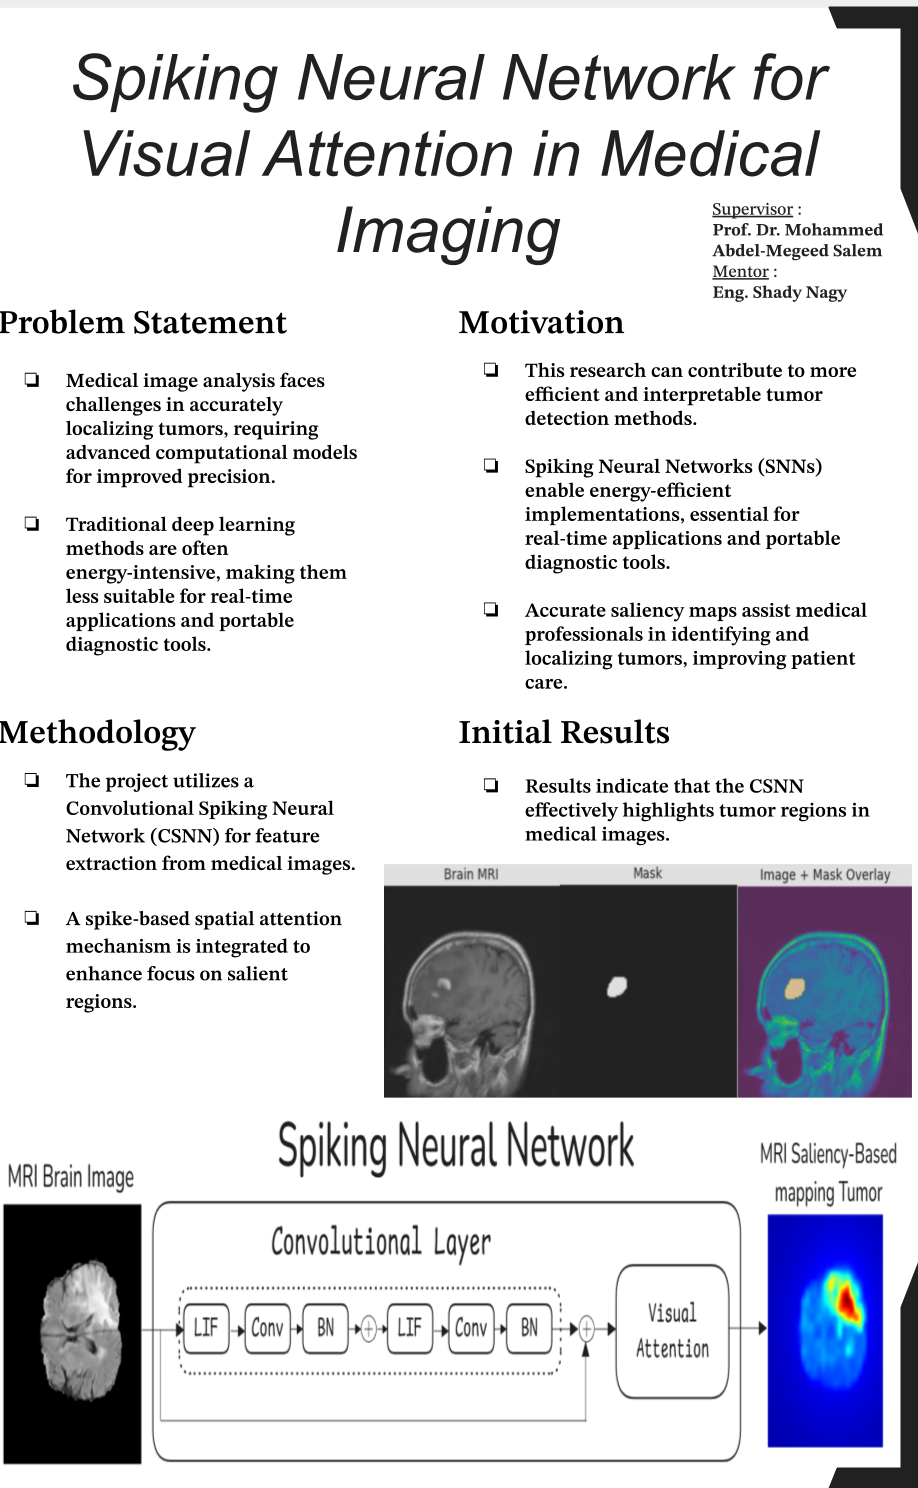 Spiking Neural Network for
Visual Attention in Medical
Imaging
Supervisor :
Prof. Dr. Mohammed
Abdel-Megeed Salem
Mentor :
Eng. Shady Nagy
Problem Statement
❏ Medical image analysis faces
challenges in accurately
localizing tumors, requiring
advanced computational models
for improved precision.
❏ Traditional deep learning
methods are often
energy-intensive, making them
less suitable for real-time
applications and portable
diagnostic tools.
Motivation
❏ This research can contribute to more
efficient and interpretable tumor
detection methods.
❏ Spiking Neural Networks (SNNs)
enable energy-efficient
implementations, essential for
real-time applications and portable
diagnostic tools.
❏ Accurate saliency maps assist medical
professionals in identifying and
localizing tumors, improving patient
care.
Methodology
❏ The project utilizes a
Convolutional Spiking Neural
Network (CSNN) for feature
extraction from medical images.
❏ A spike-based spatial attention
mechanism is integrated to
enhance focus on salient
regions.
Initial Results
❏ Results indicate that the CSNN
effectively highlights tumor regions in
medical images.
Brain MRI
Mask
Image + Mask Overlay
Spiking Neural Network
MRI Brain Image
Convolutional Layer
LIF
Conv
BN
+
LIF
Conv
BN
+
Visual
Attention
MRI Saliency-Based
mapping Tumor